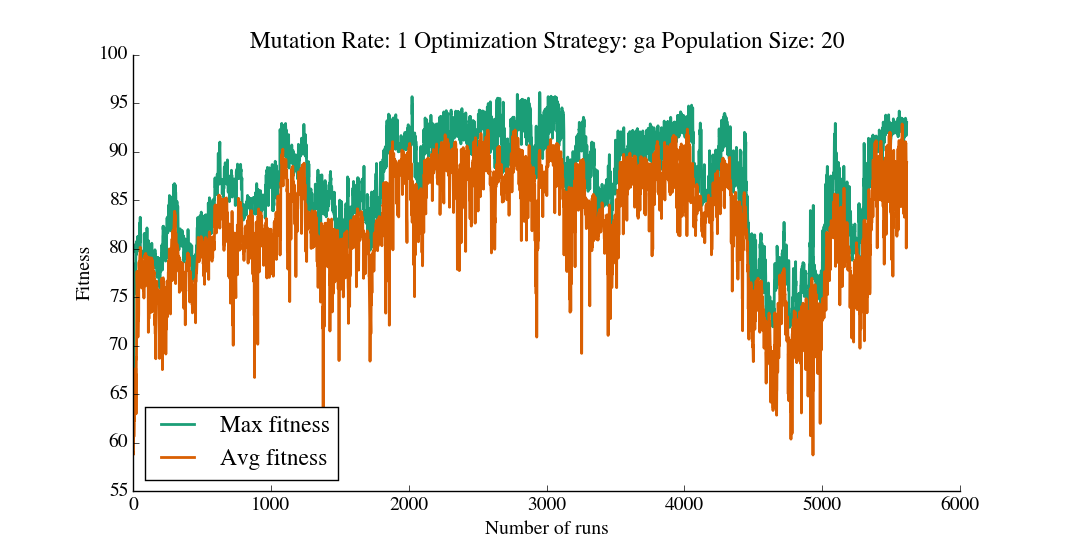 Mutation Rate: 1 Optimization Strategy: ga Population Size: 20
100
95
90
85
80
75
70
65
60
55
Fitness
Max fitness
Avg fitness
0 1000 2000 3000 4000 5000 6000
Number of runs